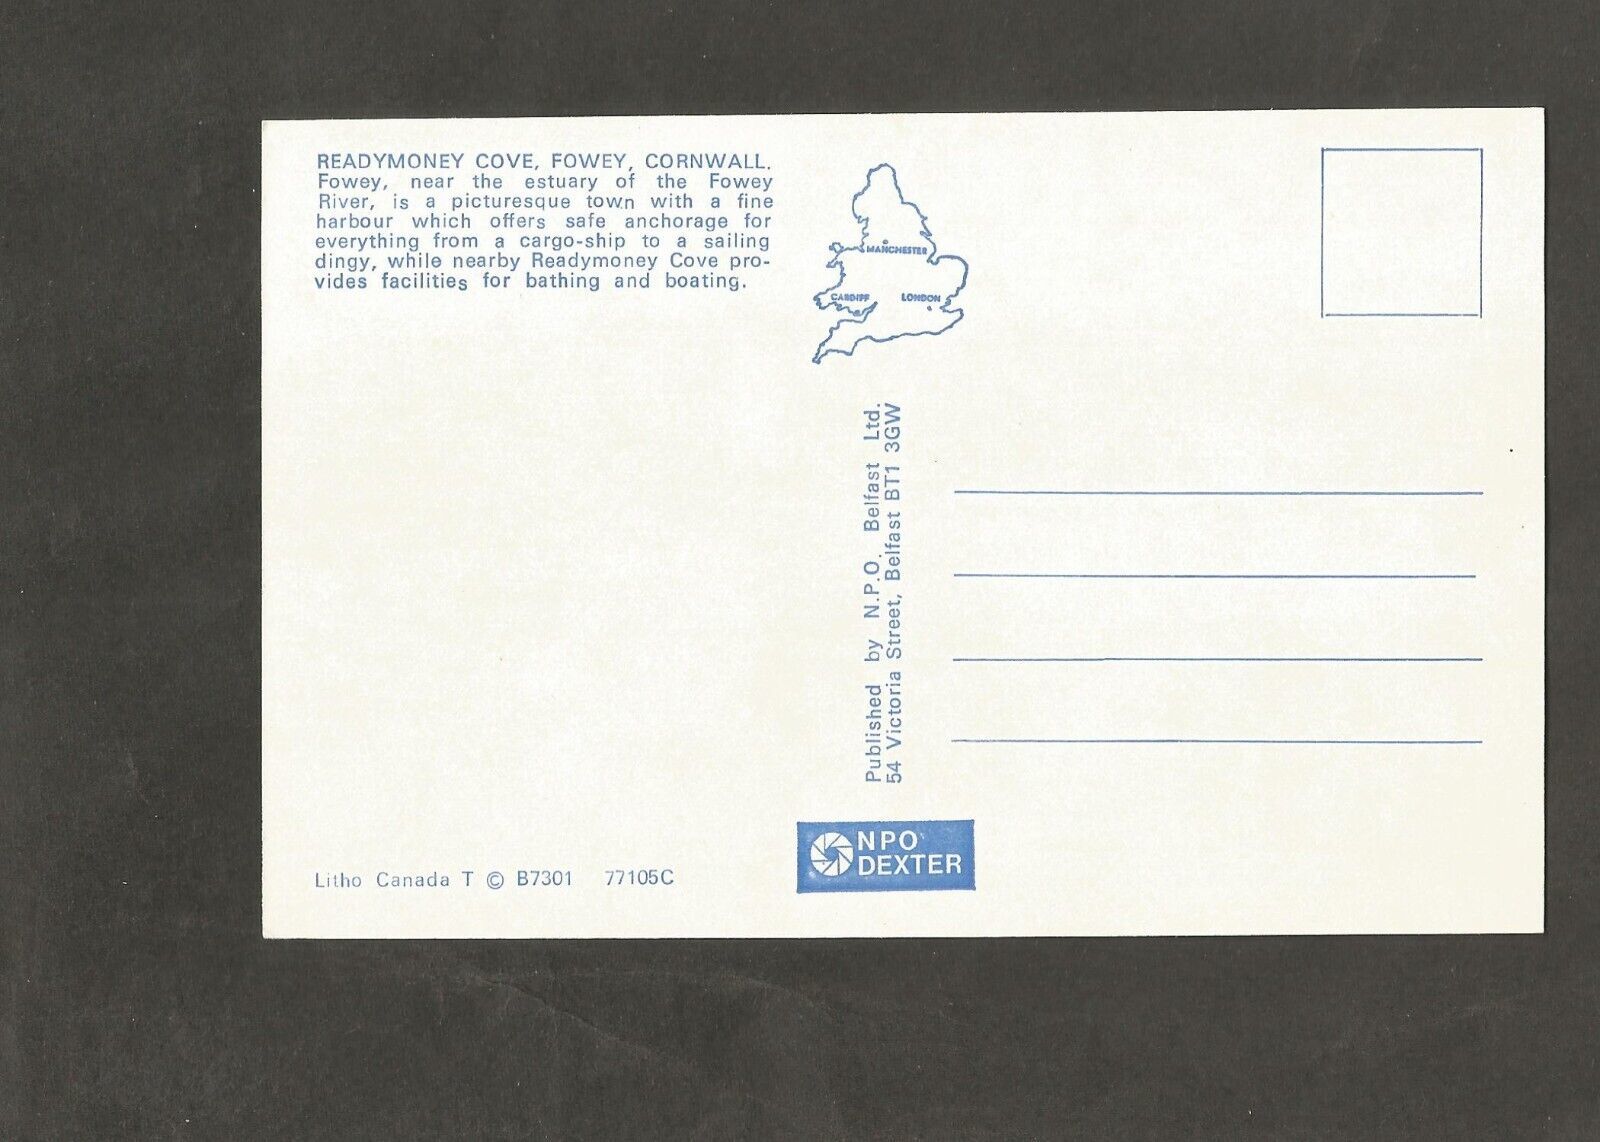 READYMONEY COVE, FOWEY, CORNWALL.
Fowey, near the estuary of the Fowey
River, is a picturesque town with a fine
harbour which offers safe anchorage for
everything from a cargo-ship to a sailing
dingy, while nearby Readymoney Cove pro-
vides facilities for bathing and boating.
MANCHESTER
CARDIFF
LONDON
Published by N.P.O. Belfast Ltd.
54 Victoria Street, Belfast BT1 3GW
NPO
DEXTER
Litho Canada T © B7301 77105C